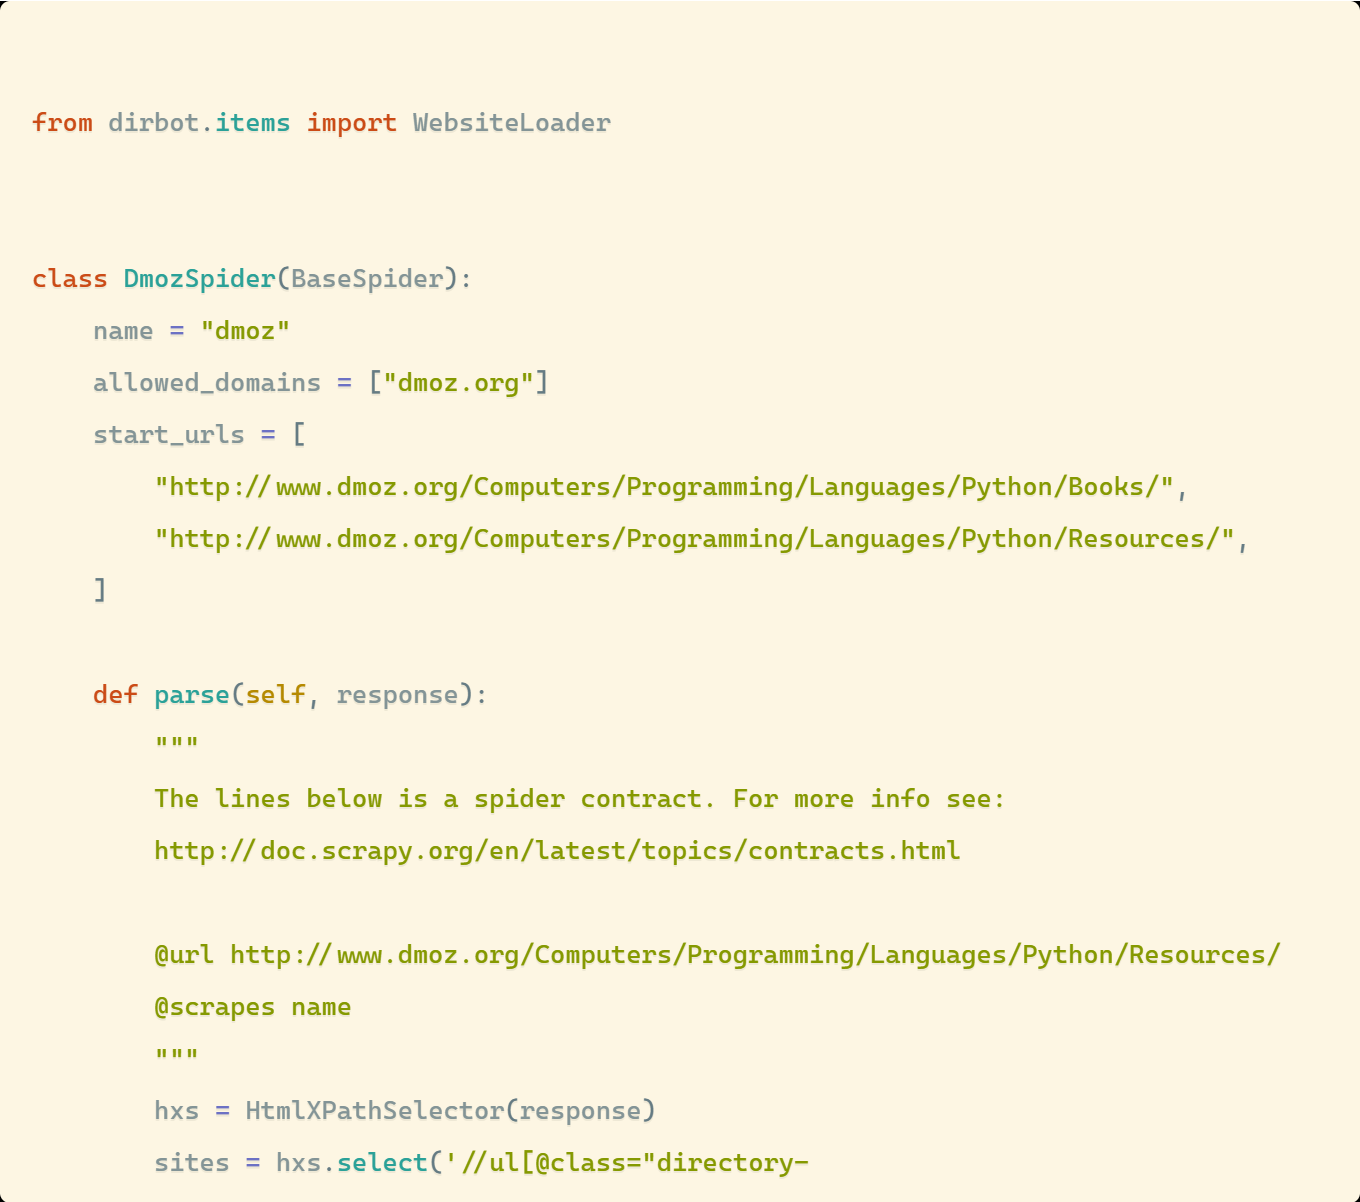 from dirbot.items import WebsiteLoader
class DmozSpider(BaseSpider):
    name = "dmoz"
    allowed_domains = ["dmoz.org"]
    start_urls = [
        "http://www.dmoz.org/Computers/Programming/Languages/Python/Books/",
        "http://www.dmoz.org/Computers/Programming/Languages/Python/Resources/",
    ]
    def parse(self, response):
        """
        The lines below is a spider contract. For more info see:
        http://doc.scrapy.org/en/latest/topics/contracts.html
        @url http://www.dmoz.org/Computers/Programming/Languages/Python/Resources/
        @scrapes name
        """
        hxs = HtmlXPathSelector(response)
        sites = hxs.select('//ul[@class="directory-